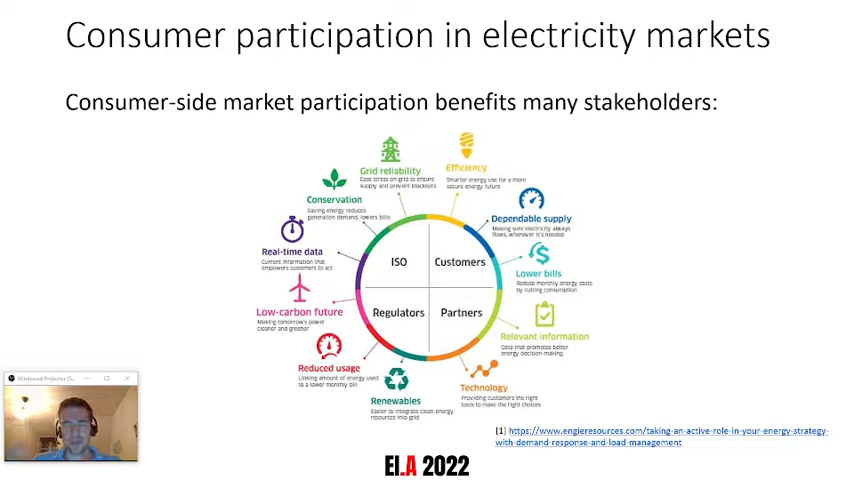 Consumer participation in electricity markets
Consumer-side market participation benefits many stakeholders:
Grid reliability
Ease stress on grid to ensure
supply and prevent blackouts
Efficiency
Smarter energy use for a more
secure energy future
Conservation
Saving energy reduces
generation demand, lowers bills
Dependable supply
Making sure electricity always
flows, whenever it's needed
Real-time data
Current information that
empowers customers to act
ISO
Customers
Lower bills
Reduce monthly energy costs
by cutting consumption
Low-carbon future
Making tomorrow's power
cleaner and greener
Regulators
Partners
Relevant information
Data that promotes better
energy decision-making
Reduced usage
Linking amount of energy used
to a lower monthly bill
Technology
Providing customers the right
tools to make the right choices
Renewables
Easier to integrate clean-energy
resources into grid
Windowed Projector (S...
[1] https://www.engieresources.com/taking-an-active-role-in-your-energy-strategy-
with-demand-response-and-load-management
EI.A 2022